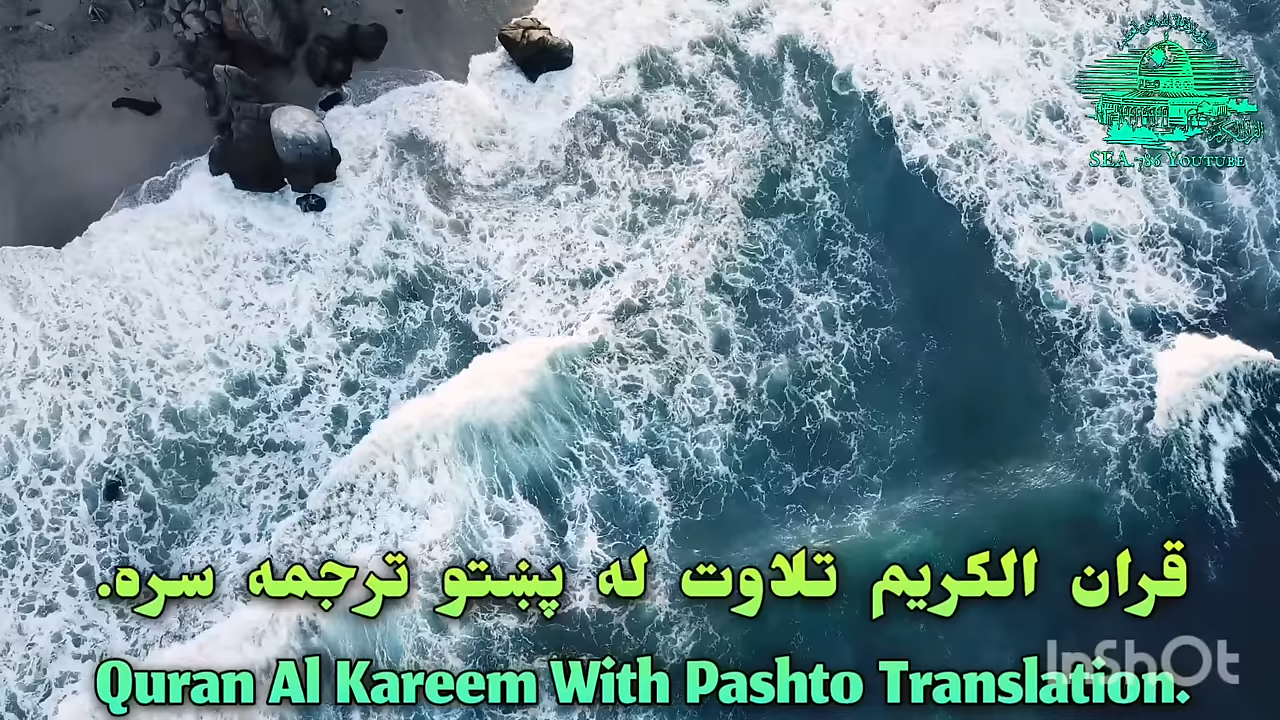 SEA.786 YOUTUBE
قران الکریم تلاوت له پښتو ترجمه سره.
Quran Al Kareem With Pashto Translation.
InShOt